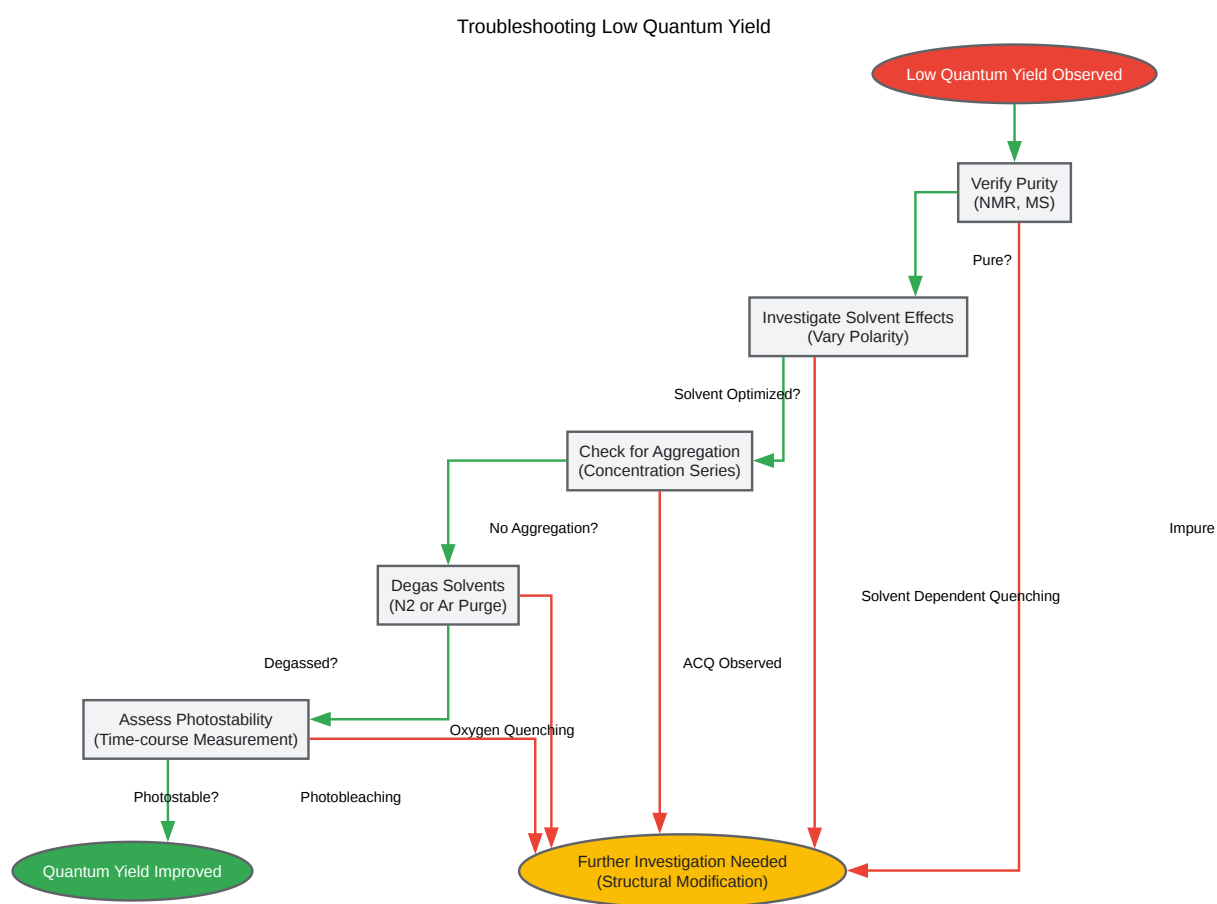 Troubleshooting Low Quantum Yield
Low Quantum Yield Observed
Verify Purity
(NMR, MS)
Pure?
Investigate Solvent Effects
(Vary Polarity)
Solvent Optimized?
Check for Aggregation
(Concentration Series)
No Aggregation?
Impure
Degas Solvents
(N2 or Ar Purge)
Solvent Dependent Quenching
Degassed?
ACQ Observed
Assess Photostability
(Time-course Measurement)
Oxygen Quenching
Photostable?
Photobleaching
Quantum Yield Improved
Further Investigation Needed
(Structural Modification)